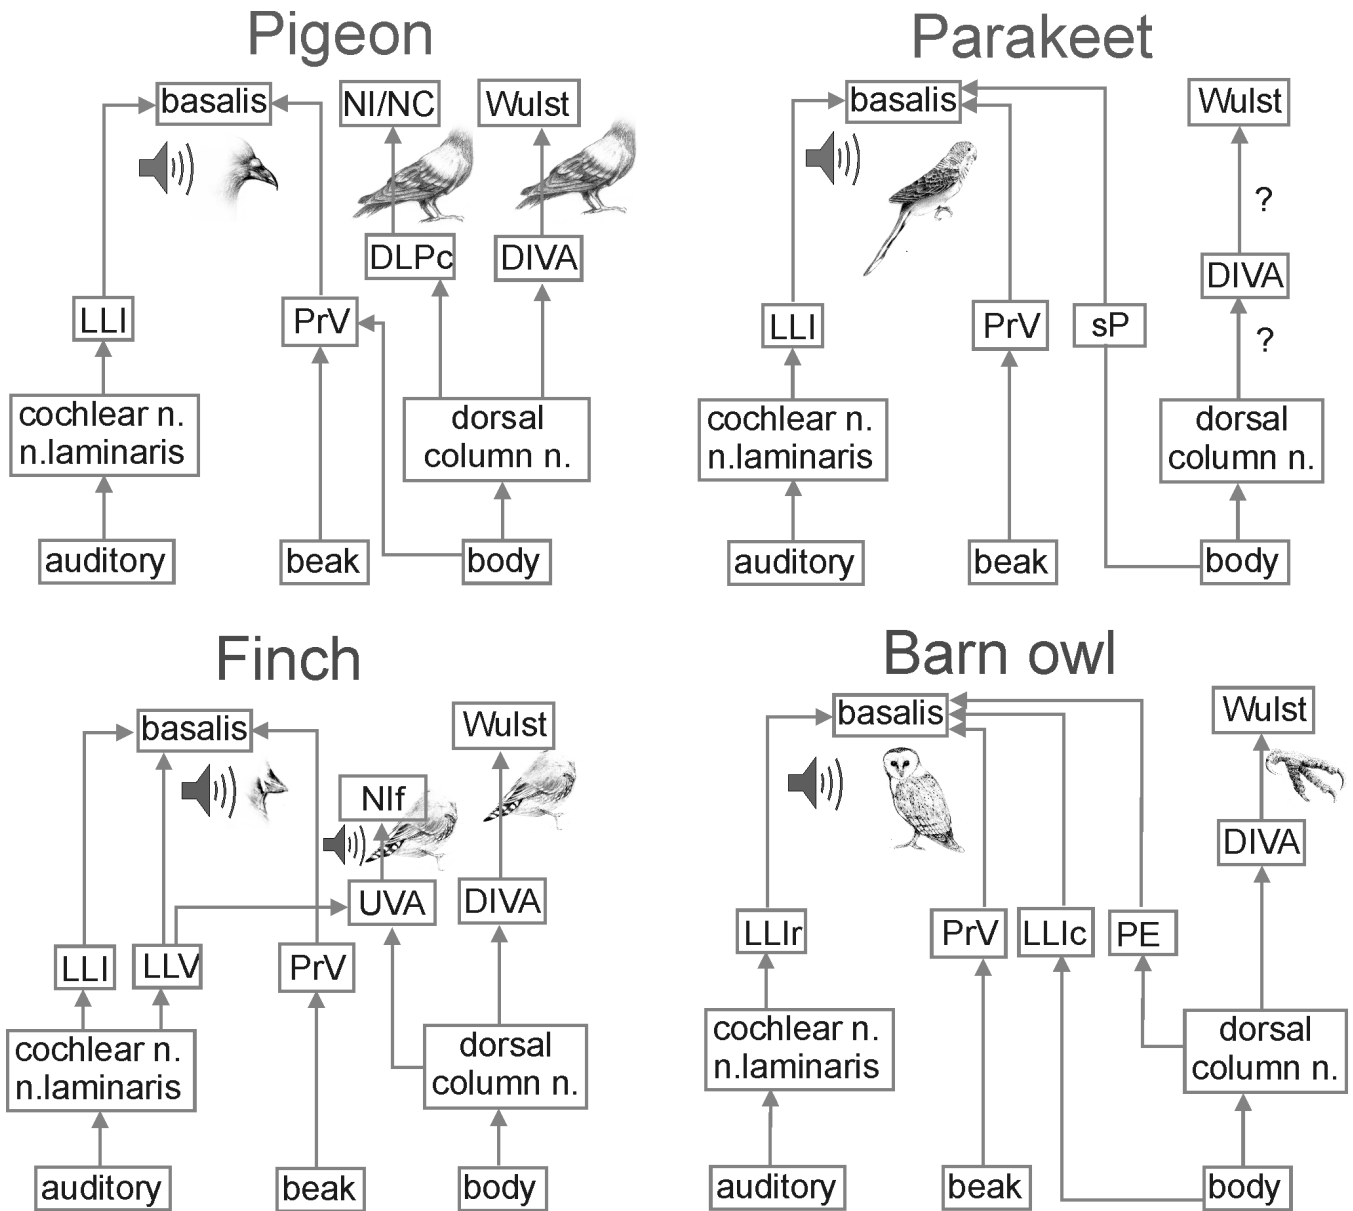 Pigeon
basalis
NI/NC
Wulst
DLPc
DIVA
LLI
PrV
cochlear n.
n.laminaris
dorsal
column n.
auditory
beak
body
Parakeet
basalis
Wulst
?
DIVA
LLI
PrV
sP
?
cochlear n.
n.laminaris
dorsal
column n.
auditory
beak
body
Finch
basalis
Wulst
NIf
UVA
DIVA
LLI
LLV
PrV
cochlear n.
n.laminaris
dorsal
column n.
auditory
beak
body
Barn owl
basalis
Wulst
DIVA
LLIr
PrV
LLIc
PE
cochlear n.
n.laminaris
dorsal
column n.
auditory
beak
body